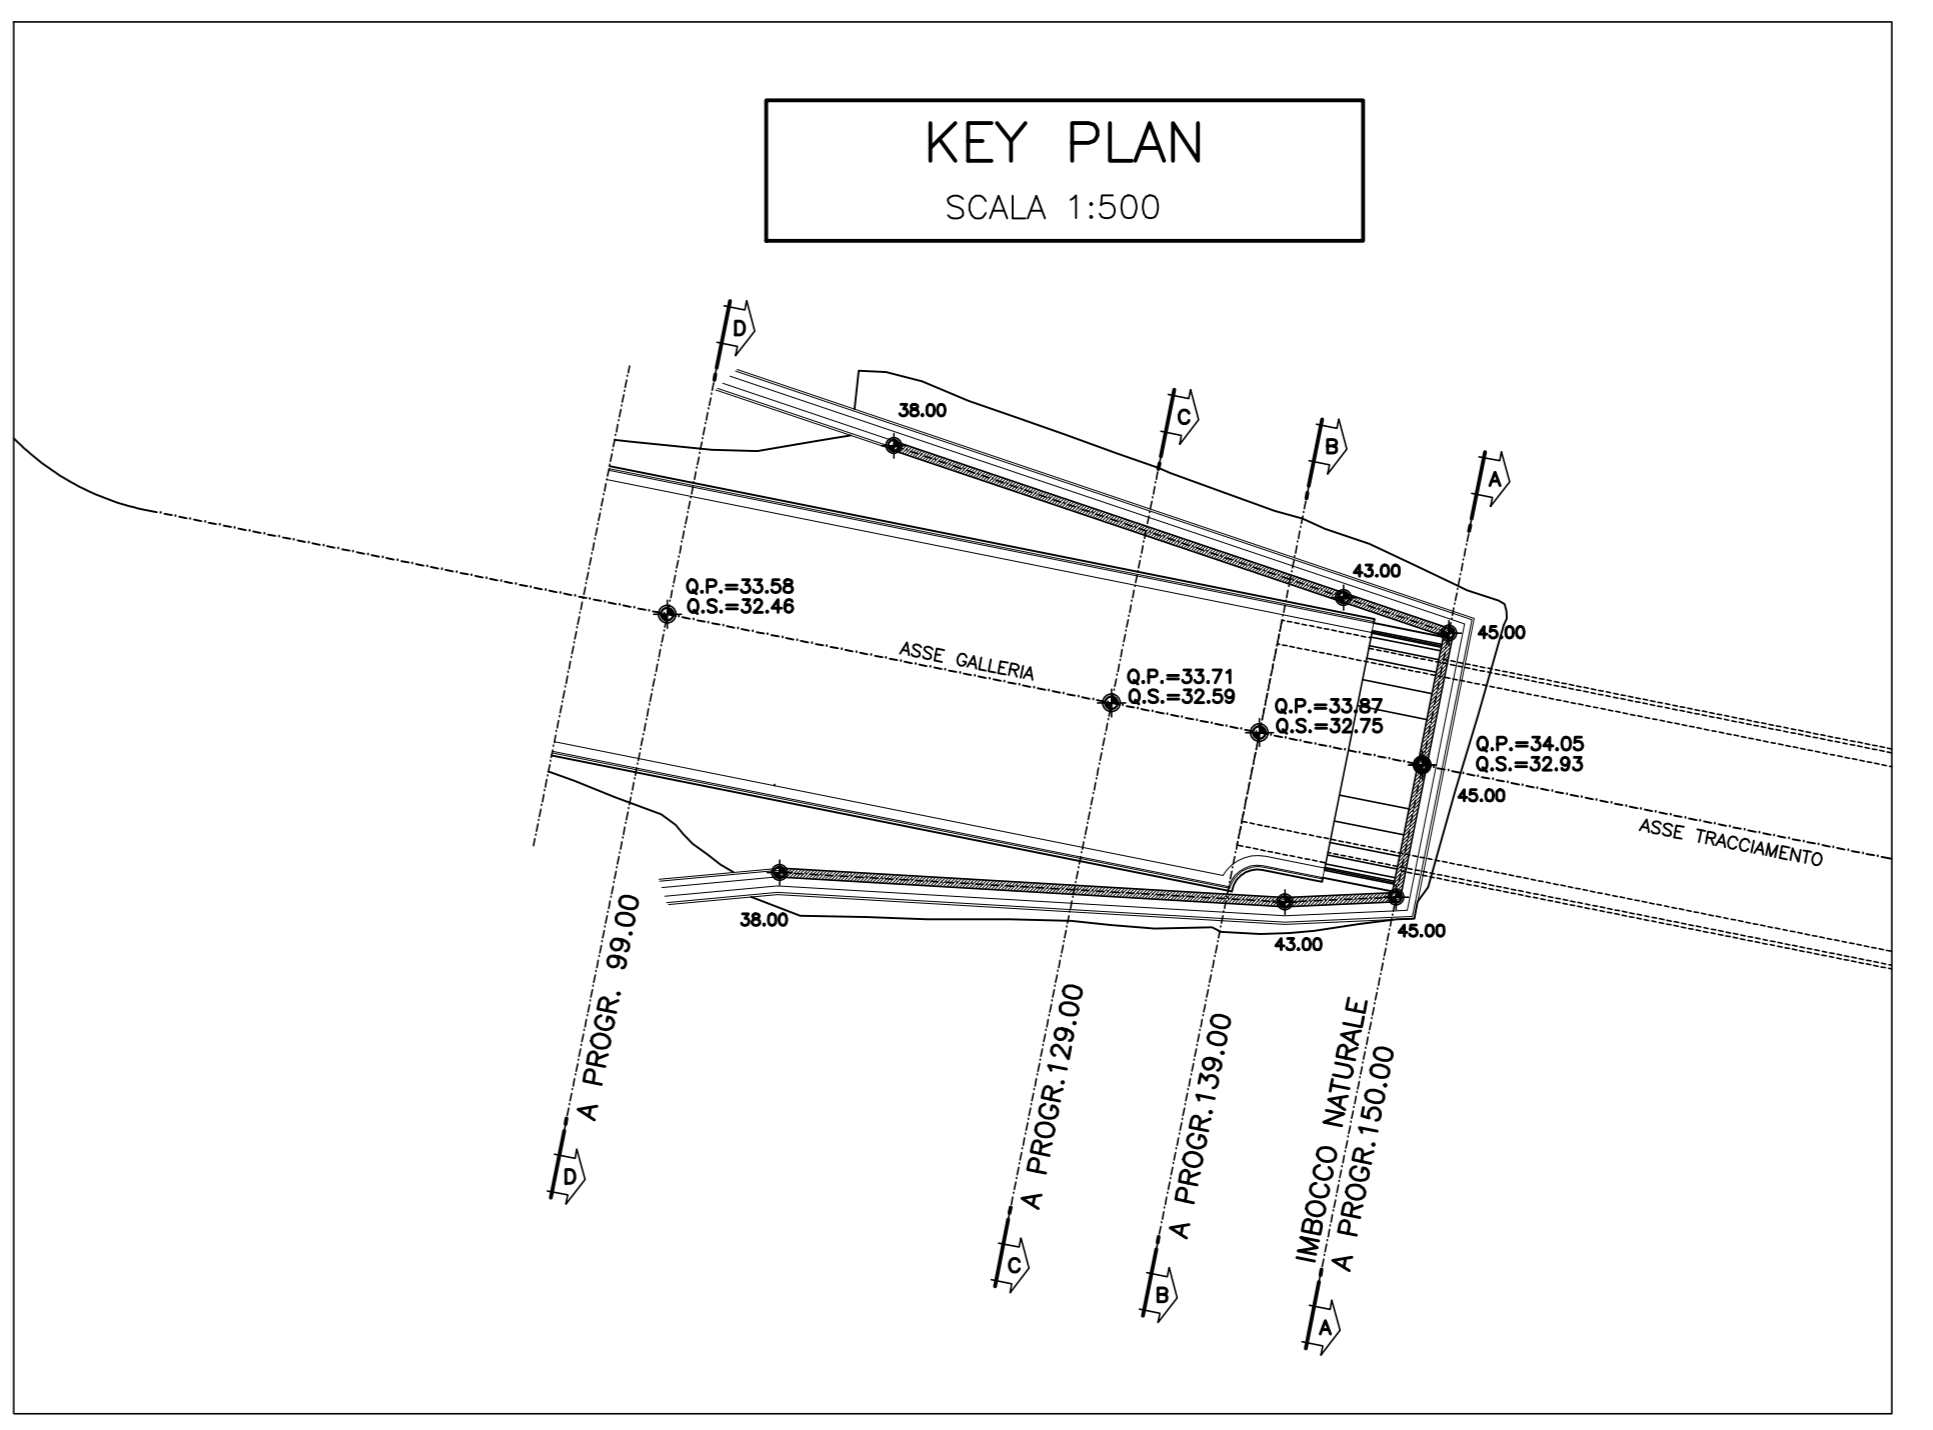 KEY PLAN
SCALA 1:500
D
C
B
A
38.00
43.00
45.00
Q.P.=33.58
Q.S.=32.46
ASSE GALLERIA
Q.P.=33.71
Q.S.=32.59
Q.P.=33.87
Q.S.=32.75
Q.P.=34.05
Q.S.=32.93
45.00
ASSE TRACCIAMENTO
38.00
43.00
45.00
A PROGR. 99.00
A PROGR.129.00
A PROGR.139.00
IMBOCCO NATURALE
A PROGR.150.00
D
C
B
A